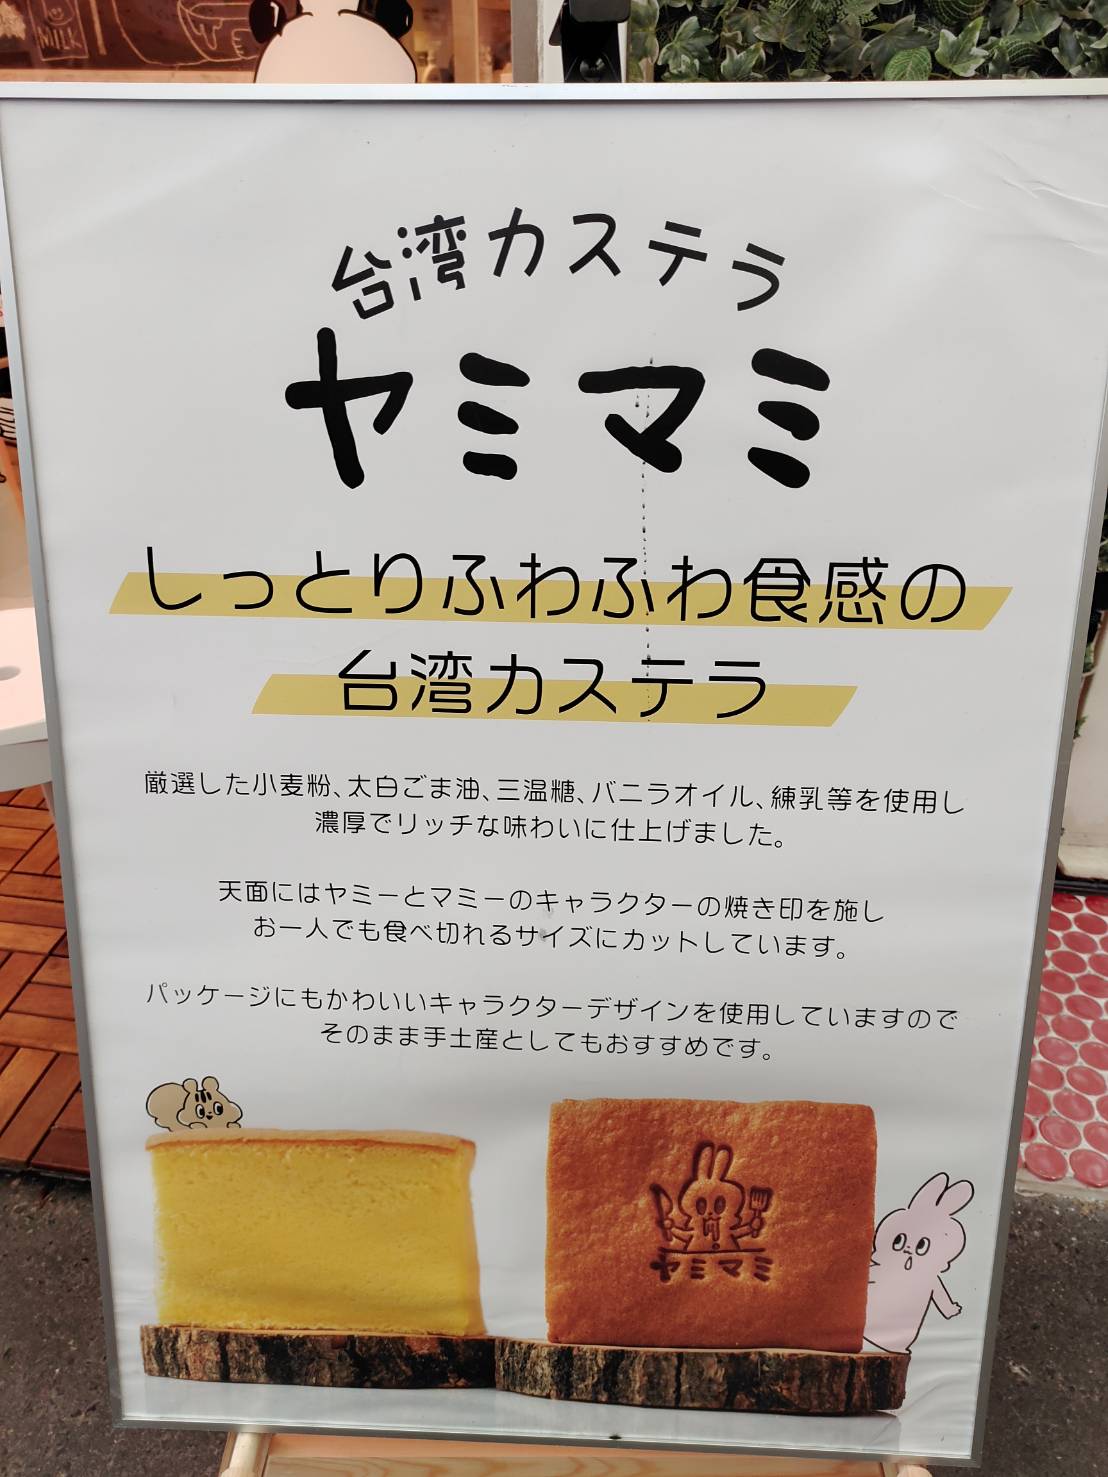 MILK
台湾カステラ
ヤミマミ
しっとりふわふわ食感の
台湾カステラ
厳選した小麦粉、太白ごま油、三温糖、バニラオイル、練乳等を使用し
濃厚でリッチな味わいに仕上げました。
天面にはヤミーとマミーのキャラクターの焼き印を施し
お一人でも食べ切れるサイズにカットしています。
パッケージにもかわいいキャラクターデザインを使用していますので
そのまま手土産としてもおすすめです。
ヤミマミ